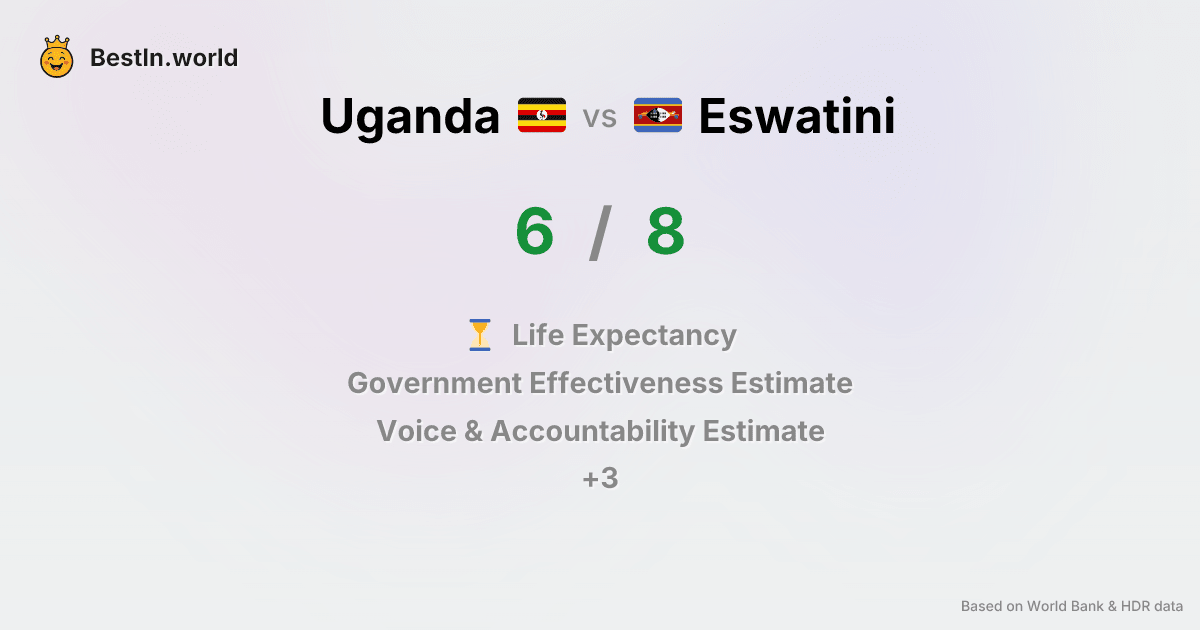 BestIn.world
Uganda vs Eswatini
6 / 8
Life Expectancy
Government Effectiveness Estimate
Voice & Accountability Estimate
+3
Based on World Bank & HDR data